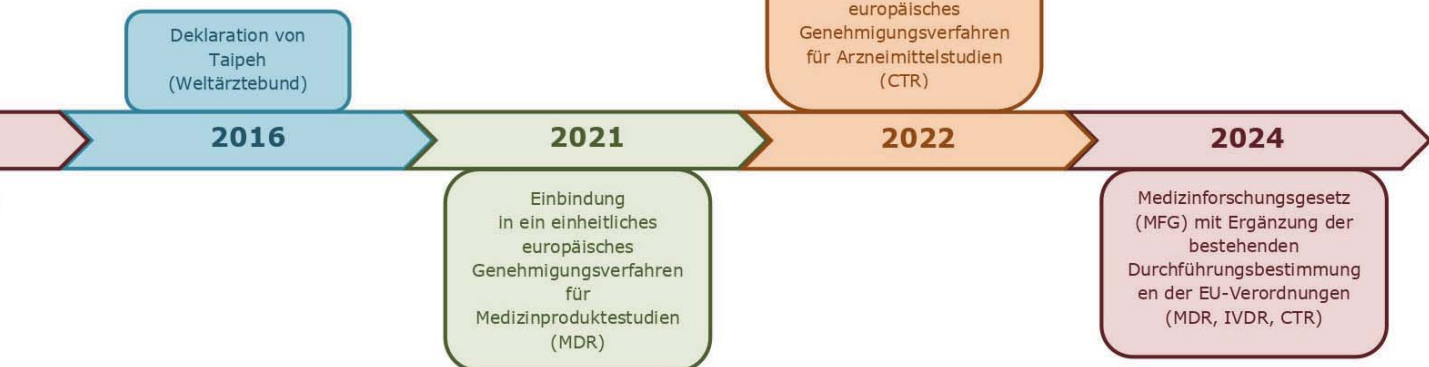 Deklaration von
Taipeh
(Weltärztebund)
europäisches
Genehmigungsverfahren
für Arzneimittelstudien
(CTR)
2016
2021
2022
2024
Einbindung
in ein einheitliches
europäisches
Genehmigungsverfahren
für
Medizinproduktestudien
(MDR)
Medizinforschungsgesetz
(MFG) mit Ergänzung der
bestehenden
Durchführungsbestimmung
en der EU-Verordnungen
(MDR, IVDR, CTR)